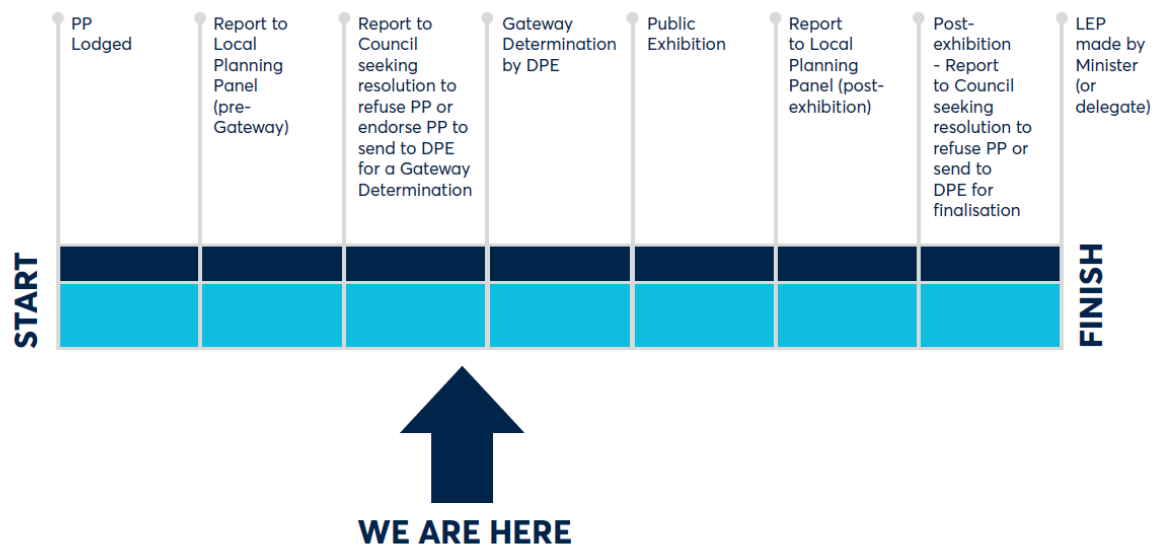 PP
Lodged
Report to
Local
Planning
Panel
(pre-
Gateway)
Report to
Council
seeking
resolution to
refuse PP or
endorse PP to
send to DPE
for a Gateway
Determination
Gateway
Determination
by DPE
Public
Exhibition
Report
to Local
Planning
Panel (post-
exhibition)
Post-
exhibition
- Report
to Council
seeking
resolution to
refuse PP or
send to
DPE for
finalisation
LEP
made by
Minister
(or
delegate)
START
FINISH
WE ARE HERE